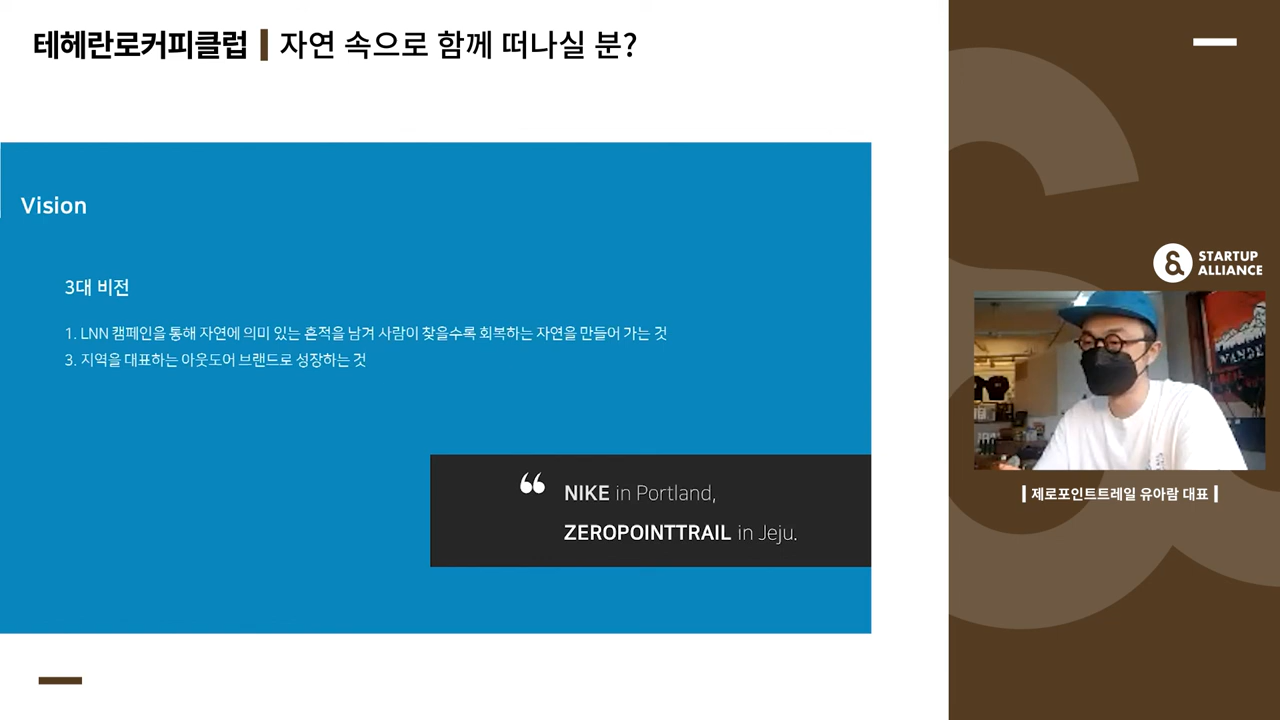 테헤란로커피클럽 | 자연 속으로 함께 떠나실 분?
Vision
3대 비전
1. LNN 캠페인을 통해 자연에 의미 있는 흔적을 남겨 사람이 찾을수록 회복하는 자연을 만들어 가는 것
3. 지역을 대표하는 아웃도어 브랜드로 성장하는 것
“ NIKE in Portland,
ZEROPOINTTRAIL in Jeju.
STARTUP
ALLIANCE
WANDE
| 제로포인트트레일 유아람 대표 |